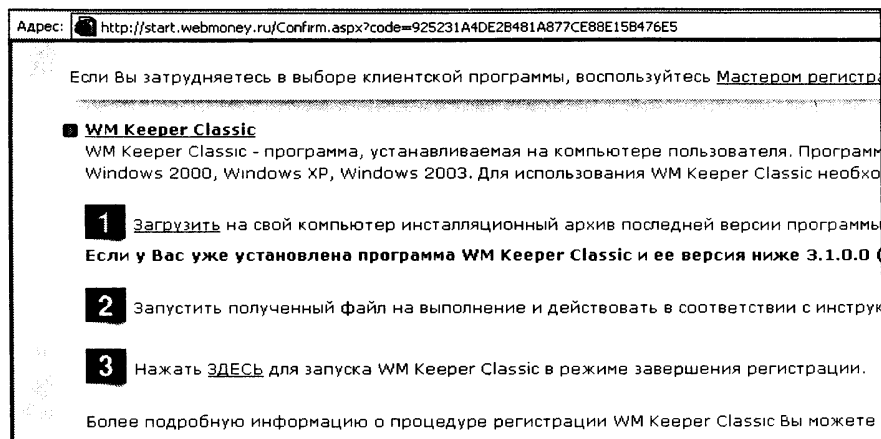 Адрес: http://start.webmoney.ru/Confirm.aspx?code=925231A4DE2B481A877CE88E15B476E5
Если Вы затрудняетесь в выборе клиентской программы, воспользуйтесь Мастером регистра
WM Keeper Classic
WM Keeper Classic - программа, устанавливаемая на компьютере пользователя. Программ
Windows 2000, Windows XP, Windows 2003. Для использования WM Keeper Classic необхо
1 Загрузить на свой компьютер инсталляционный архив последней версии программы
Если у Вас уже установлена программа WM Keeper Classic и ее версия ниже 3.1.0.0 (
2 Запустить полученный файл на выполнение и действовать в соответствии с инструк
3 Нажать ЗДЕСЬ для запуска WM Keeper Classic в режиме завершения регистрации.
Более подробную информацию о процедуре регистрации WM Keeper Classic Вы можете